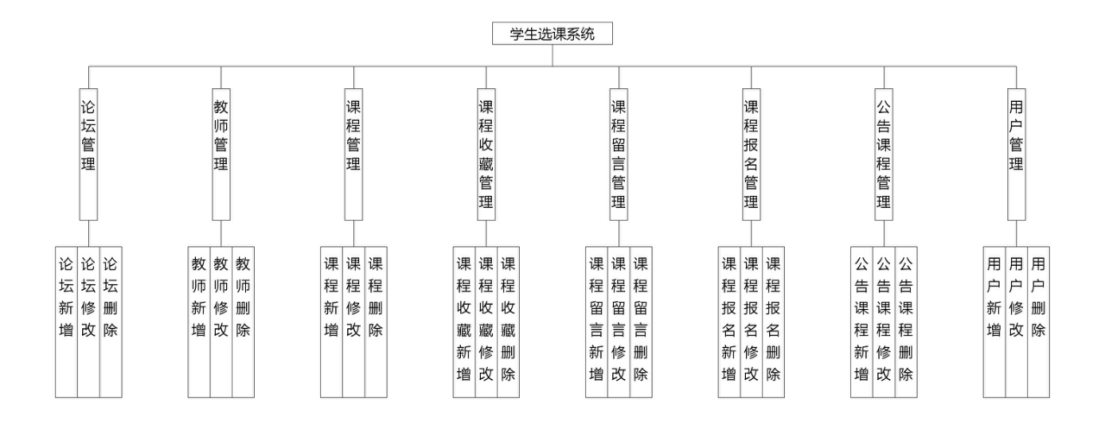 学生选课系统
论坛管理
教师管理
课程管理
课程收藏管理
课程留言管理
课程报名管理
公告课程管理
用户管理
论坛新增
论坛修改
论坛删除
教师新增
教师修改
教师删除
课程新增
课程修改
课程删除
课程收藏新增
课程收藏修改
课程收藏删除
课程留言新增
课程留言修改
课程留言删除
课程报名新增
课程报名修改
课程报名删除
公告课程新增
公告课程修改
公告课程删除
用户新增
用户修改
用户删除